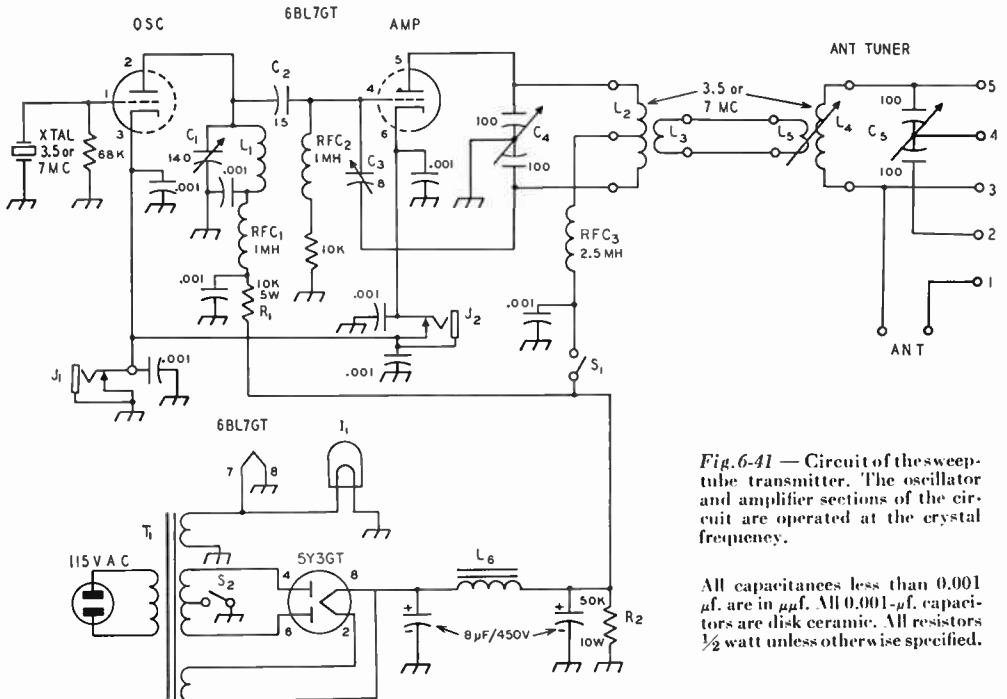 OSC
6BL7GT
AMP
ANT TUNER
2
1
3
XTAL
3.5 or
7 MC
68K
.001
C1
140
L1
.001
C2
15
RFC1
1MH
.001
10K
5W
R1
RFC2
1MH
10K
C3
8
5
4
6
.001
100
C4
100
L2
3.5 or
7 MC
L3
L5
L4
100
C5
100
5
4
3
2
1
ANT
RFC3
2.5MH
.001
S1
.001
J2
.001
J1
.001
6BL7GT
7
8
I1
T1
115 V A C
S2
5Y3GT
4
6
8
2
L6
8μF/450V
50K
10W
R2
Fig.6-41 — Circuit of the sweep-
tube transmitter. The oscillator
and amplifier sections of the cir-
cuit are operated at the crystal
frequency.
All capacitances less than 0.001
μf. are in μμf. All 0.001-μf. capaci-
tors are disk ceramic. All resistors
½ watt unless otherwise specified.